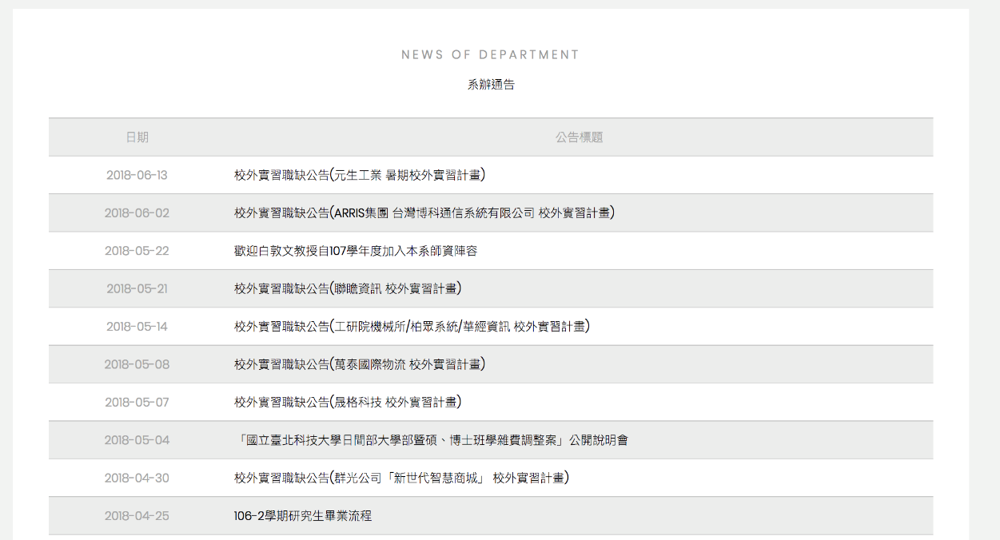 NEWS OF DEPARTMENT
系辦通告
日期 公告標題
2018-06-13 校外實習職缺公告(元生工業 暑期校外實習計畫)
2018-06-02 校外實習職缺公告(ARRIS集團 台灣博科通信系統有限公司 校外實習計畫)
2018-05-22 歡迎白敦文教授自107學年度加入本系師資陣容
2018-05-21 校外實習職缺公告(聯瞻資訊 校外實習計畫)
2018-05-14 校外實習職缺公告(工研院機械所/柏眾系統/華經資訊 校外實習計畫)
2018-05-08 校外實習職缺公告(萬泰國際物流 校外實習計畫)
2018-05-07 校外實習職缺公告(晟格科技 校外實習計畫)
2018-05-04 「國立臺北科技大學日間部大學部暨碩、博士班學雜費調整案」公開說明會
2018-04-30 校外實習職缺公告(群光公司「新世代智慧商城」 校外實習計畫)
2018-04-25 106-2學期研究生畢業流程